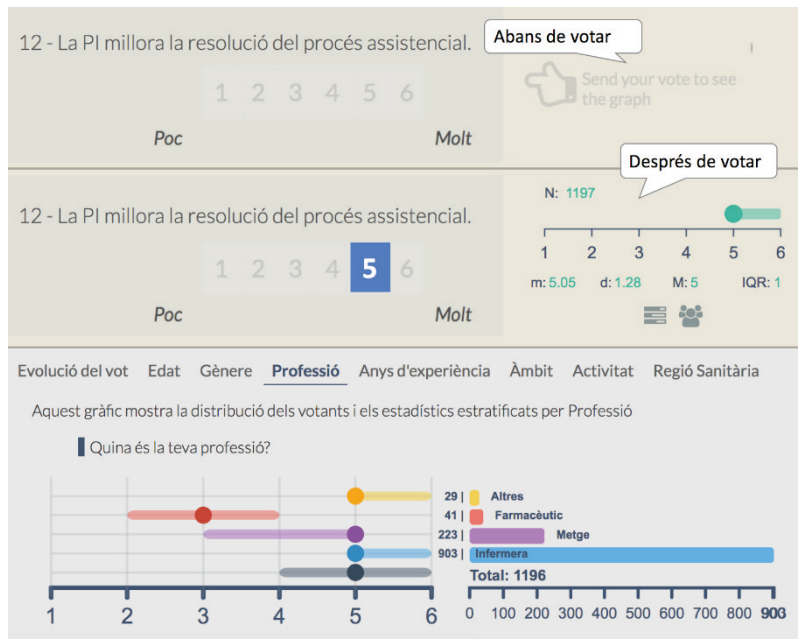 12 - La PI millora la resolució del procés assistencial.
Abans de votar
1 2 3 4 5 6
Send your vote to see
the graph
Poc Molt
Després de votar
12 - La PI millora la resolució del procés assistencial.
N: 1197
1 2 3 4 5 6
1 2 3 4 5 6
m: 5.05 d: 1.28 M: 5 IQR: 1
Poc Molt
Evolució del vot Edat Gènere Professió Anys d'experiència Àmbit Activitat Regió Sanitària
Aquest gràfic mostra la distribució dels votants i els estadístics estratificats per Professió
Quina és la teva professió?
29 | Altres
41 | Farmacèutic
223 | Metge
903 | Infermera
Total: 1196
1 2 3 4 5 6
0 100 200 300 400 500 600 700 800 903